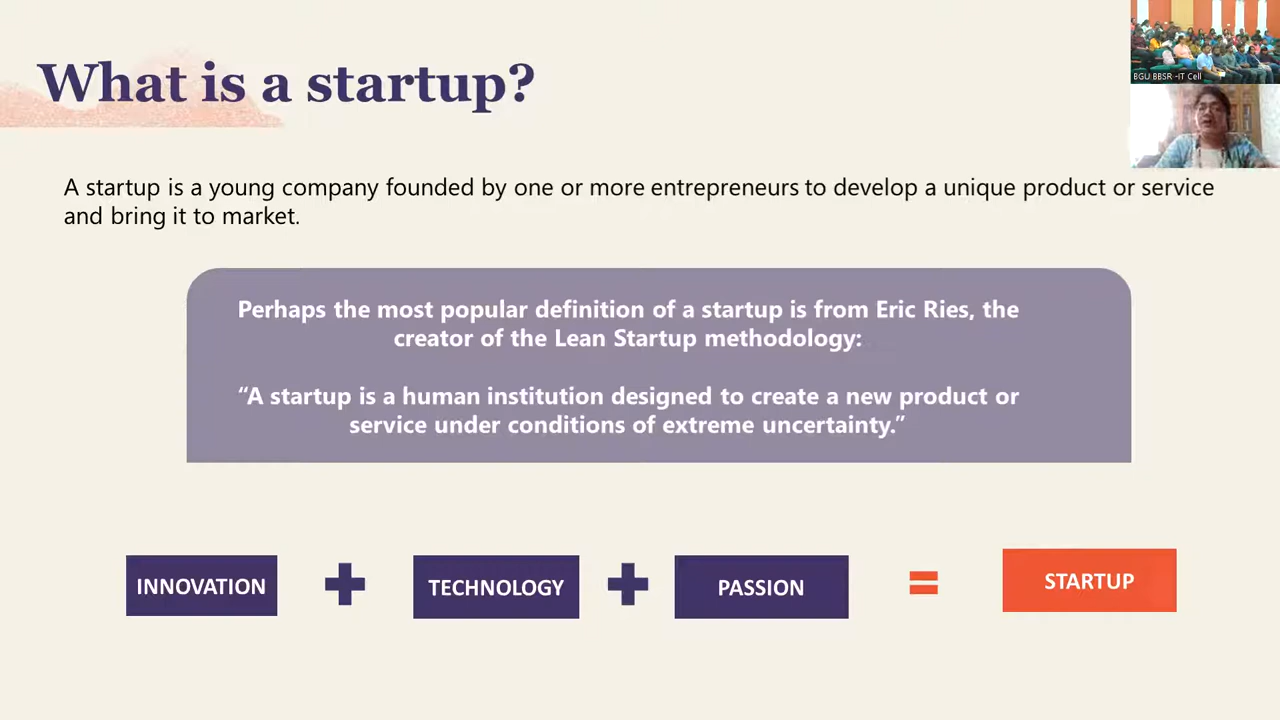 What is a startup?
BGU BBSR -IT Cell
A startup is a young company founded by one or more entrepreneurs to develop a unique product or service
and bring it to market.
Perhaps the most popular definition of a startup is from Eric Ries, the
creator of the Lean Startup methodology:
“A startup is a human institution designed to create a new product or
service under conditions of extreme uncertainty.”
INNOVATION
TECHNOLOGY
PASSION
=
STARTUP